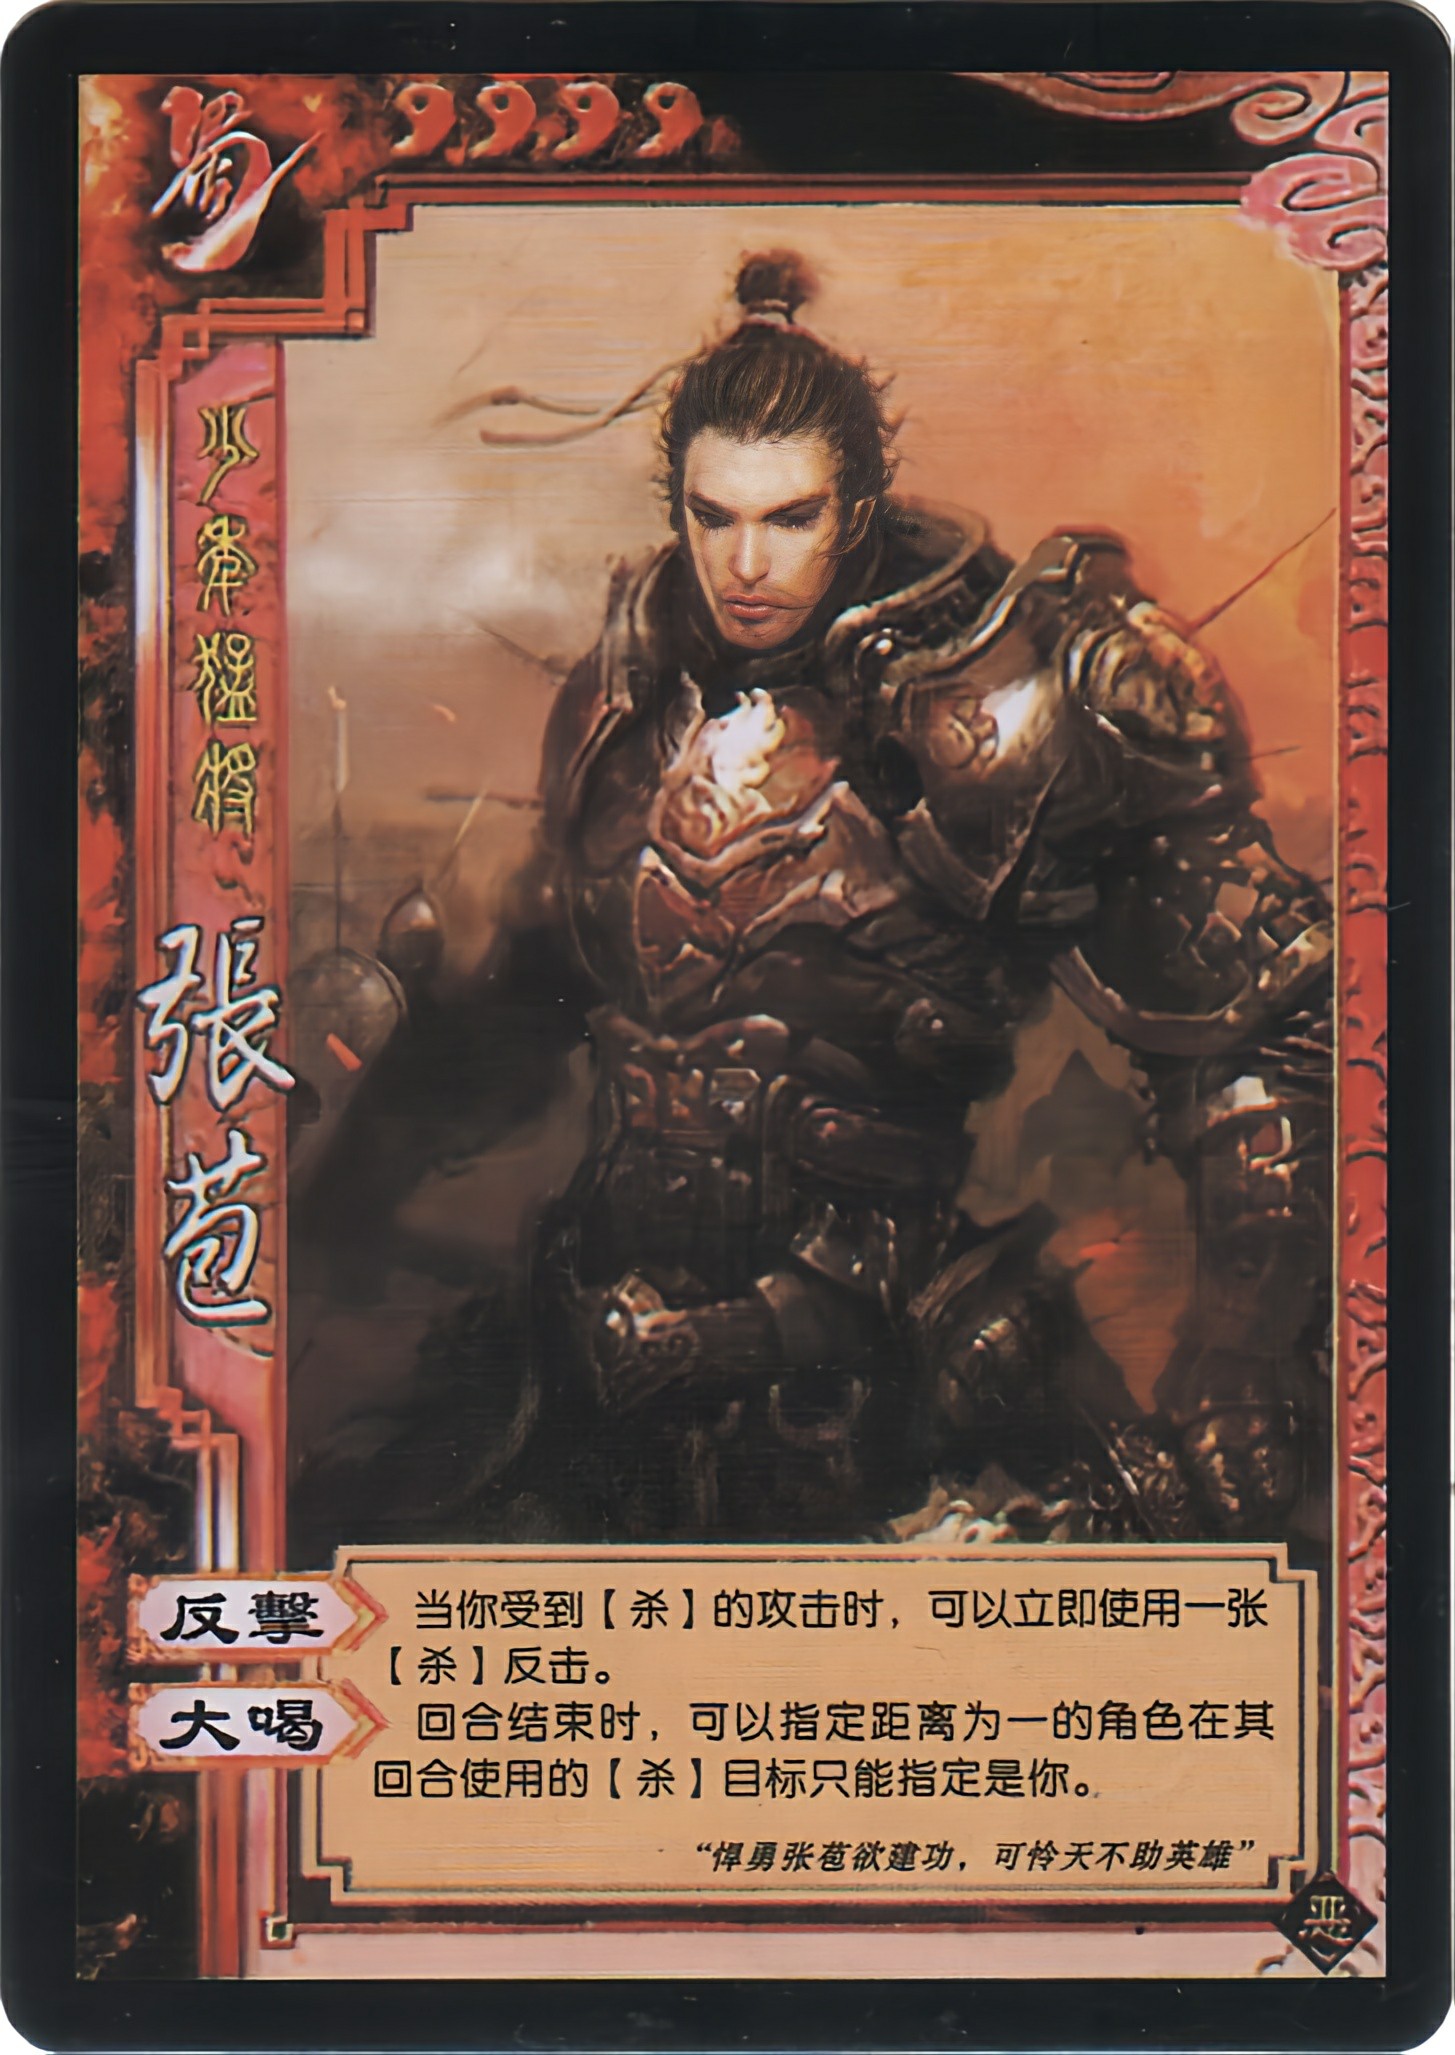 蜀
少年猛将
張苞
反擊
当你受到【杀】的攻击时，可以立即使用一张
【杀】反击。
大喝
回合结束时，可以指定距离为一的角色在其
回合使用的【杀】目标只能指定是你。
“悍勇张苞欲建功，可怜天不助英雄”
恶